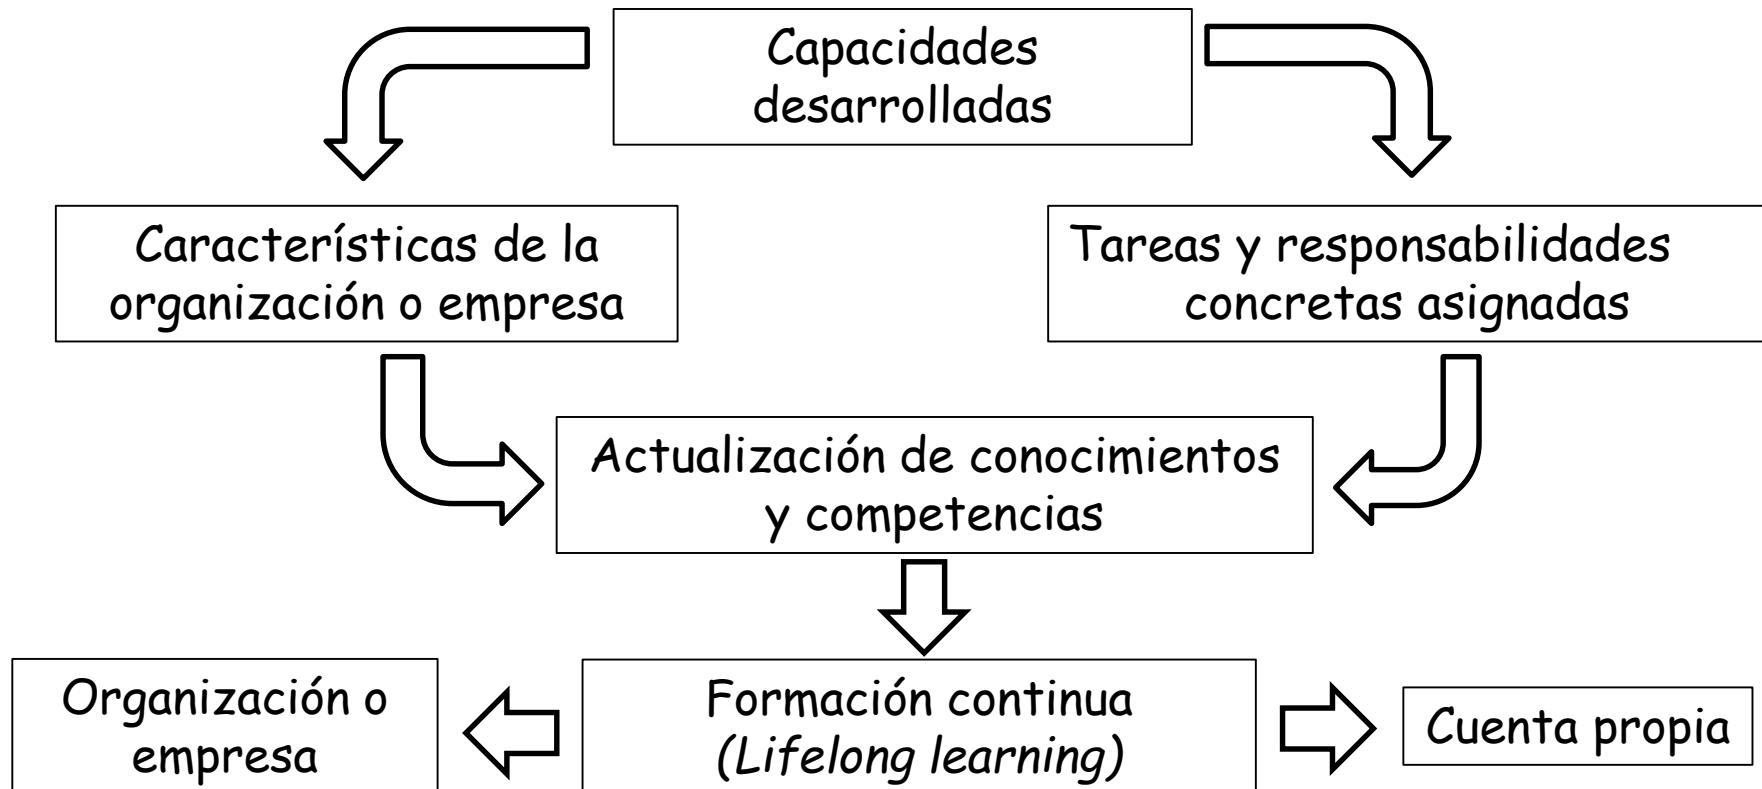 Capacidades
desarrolladas
Características de la
organización o empresa
Tareas y responsabilidades
concretas asignadas
Actualización de conocimientos
y competencias
Organización o
empresa
Formación continua
(Lifelong learning)
Cuenta propia